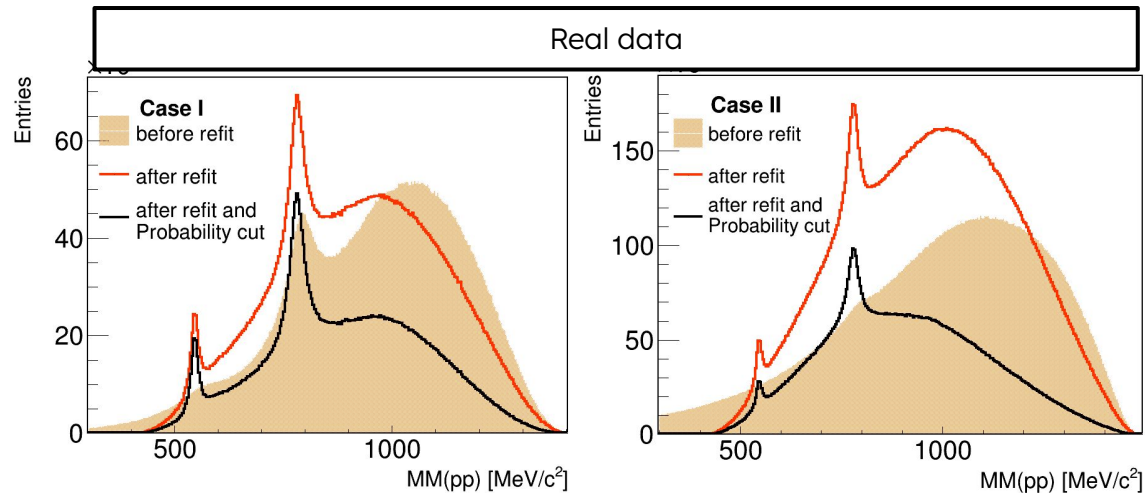 Real data
Entries
Case I
before refit
after refit
after refit and
Probability cut
60
40
20
0
500
1000
MM(pp) [MeV/c²]
Entries
Case II
before refit
after refit
after refit and
Probability cut
150
100
50
0
500
1000
MM(pp) [MeV/c²]